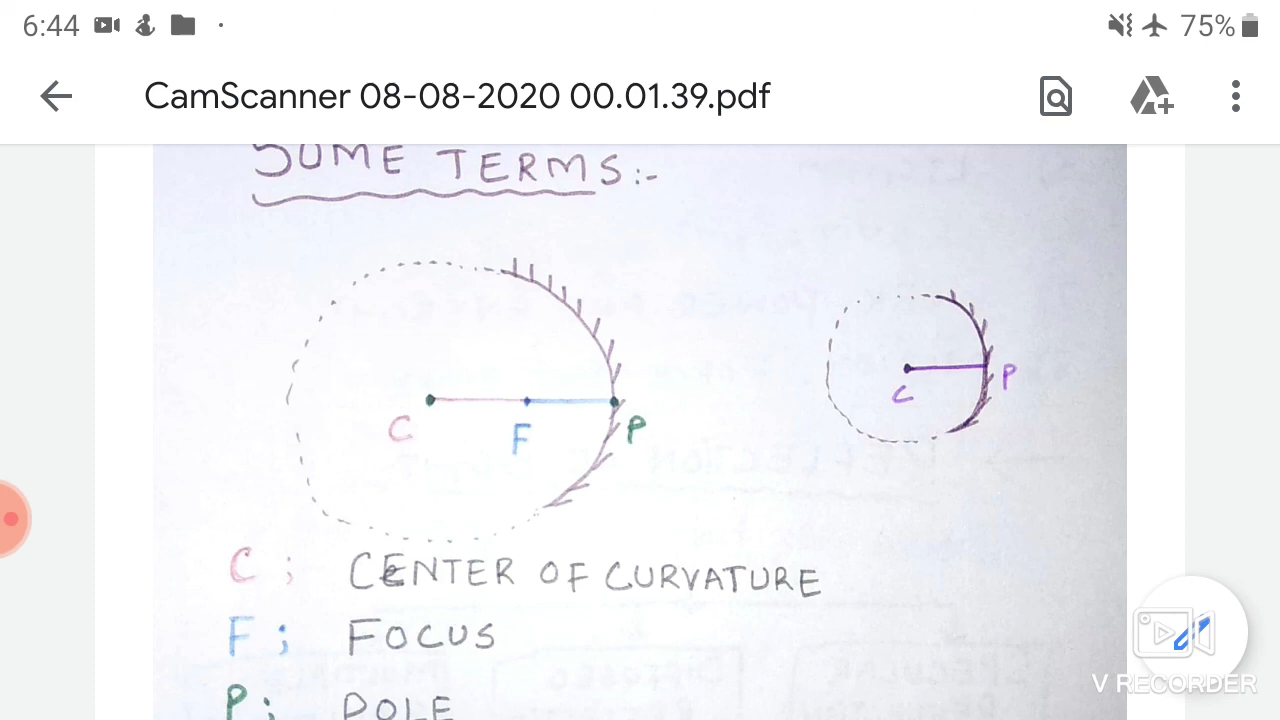 6:44 75%
CamScanner 08-08-2020 00.01.39.pdf
SOME TERMS:-
C F P
C P
C ; CENTER OF CURVATURE
F ; FOCUS
P ; POLE
V RECORDER